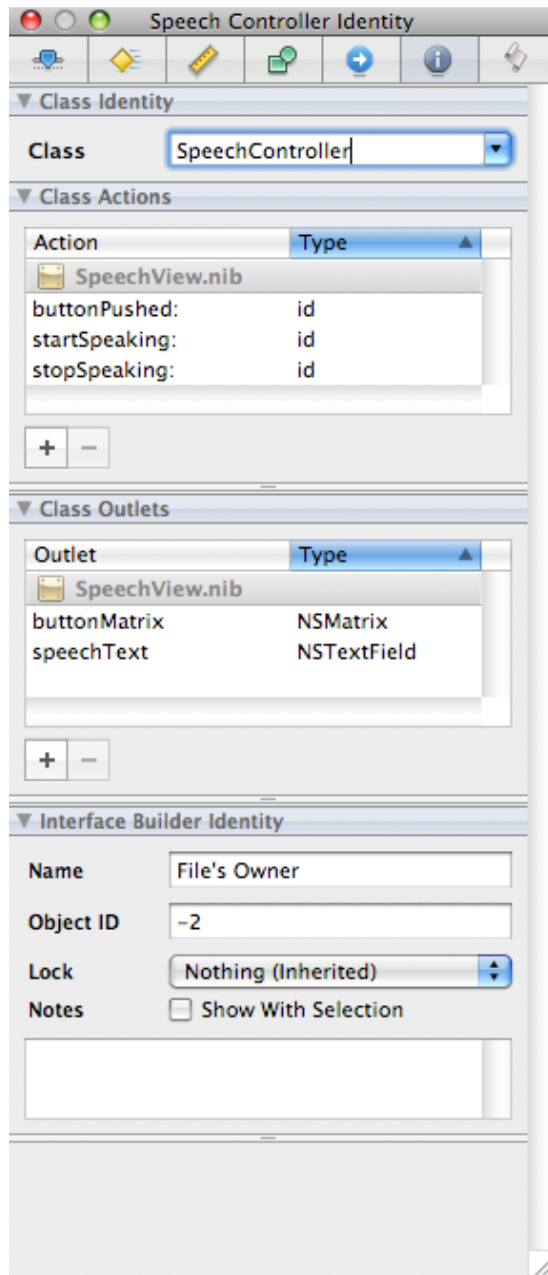 Speech Controller Identity
Class Identity
Class SpeechController
Class Actions
Action Type
SpeechView.nib
buttonPushed: id
startSpeaking: id
stopSpeaking: id
+ −
Class Outlets
Outlet Type
SpeechView.nib
buttonMatrix NSMatrix
speechText NSTextField
+ −
Interface Builder Identity
Name File's Owner
Object ID -2
Lock Nothing (Inherited)
Notes Show With Selection